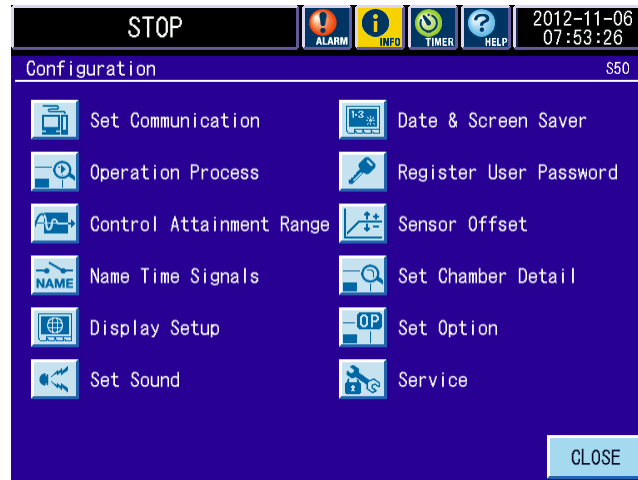 STOP
ALARM
INFO
TIMER
HELP
2012-11-06
07:53:26
Configuration
S50
Set Communication
Date & Screen Saver
Operation Process
Register User Password
Control Attainment Range
Sensor Offset
NAME
Name Time Signals
Set Chamber Detail
Display Setup
OP
Set Option
Set Sound
Service
CLOSE